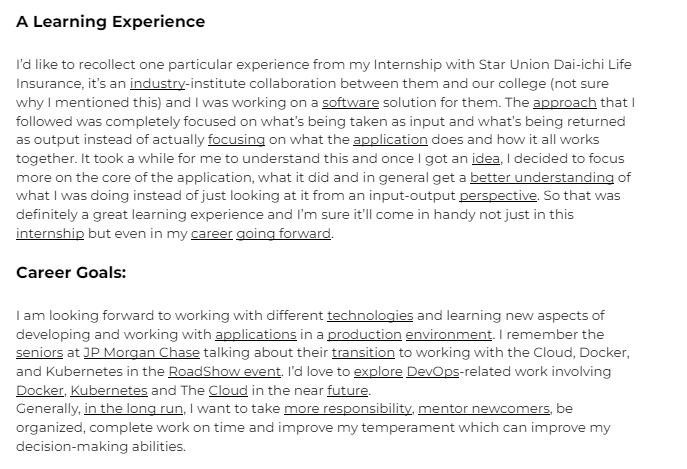 A Learning Experience
I'd like to recollect one particular experience from my Internship with Star Union Dai-ichi Life
Insurance, it's an industry-institute collaboration between them and our college (not sure
why I mentioned this) and I was working on a software solution for them. The approach that I
followed was completely focused on what's being taken as input and what's being returned
as output instead of actually focusing on what the application does and how it all works
together. It took a while for me to understand this and once I got an idea, I decided to focus
more on the core of the application, what it did and in general get a better understanding of
what I was doing instead of just looking at it from an input-output perspective. So that was
definitely a great learning experience and I'm sure it'll come in handy not just in this
internship but even in my career going forward.
Career Goals:
I am looking forward to working with different technologies and learning new aspects of
developing and working with applications in a production environment. I remember the
seniors at JP Morgan Chase talking about their transition to working with the Cloud, Docker,
and Kubernetes in the RoadShow event. I'd love to explore DevOps-related work involving
Docker, Kubernetes and The Cloud in the near future.
Generally, in the long run, I want to take more responsibility, mentor newcomers, be
organized, complete work on time and improve my temperament which can improve my
decision-making abilities.